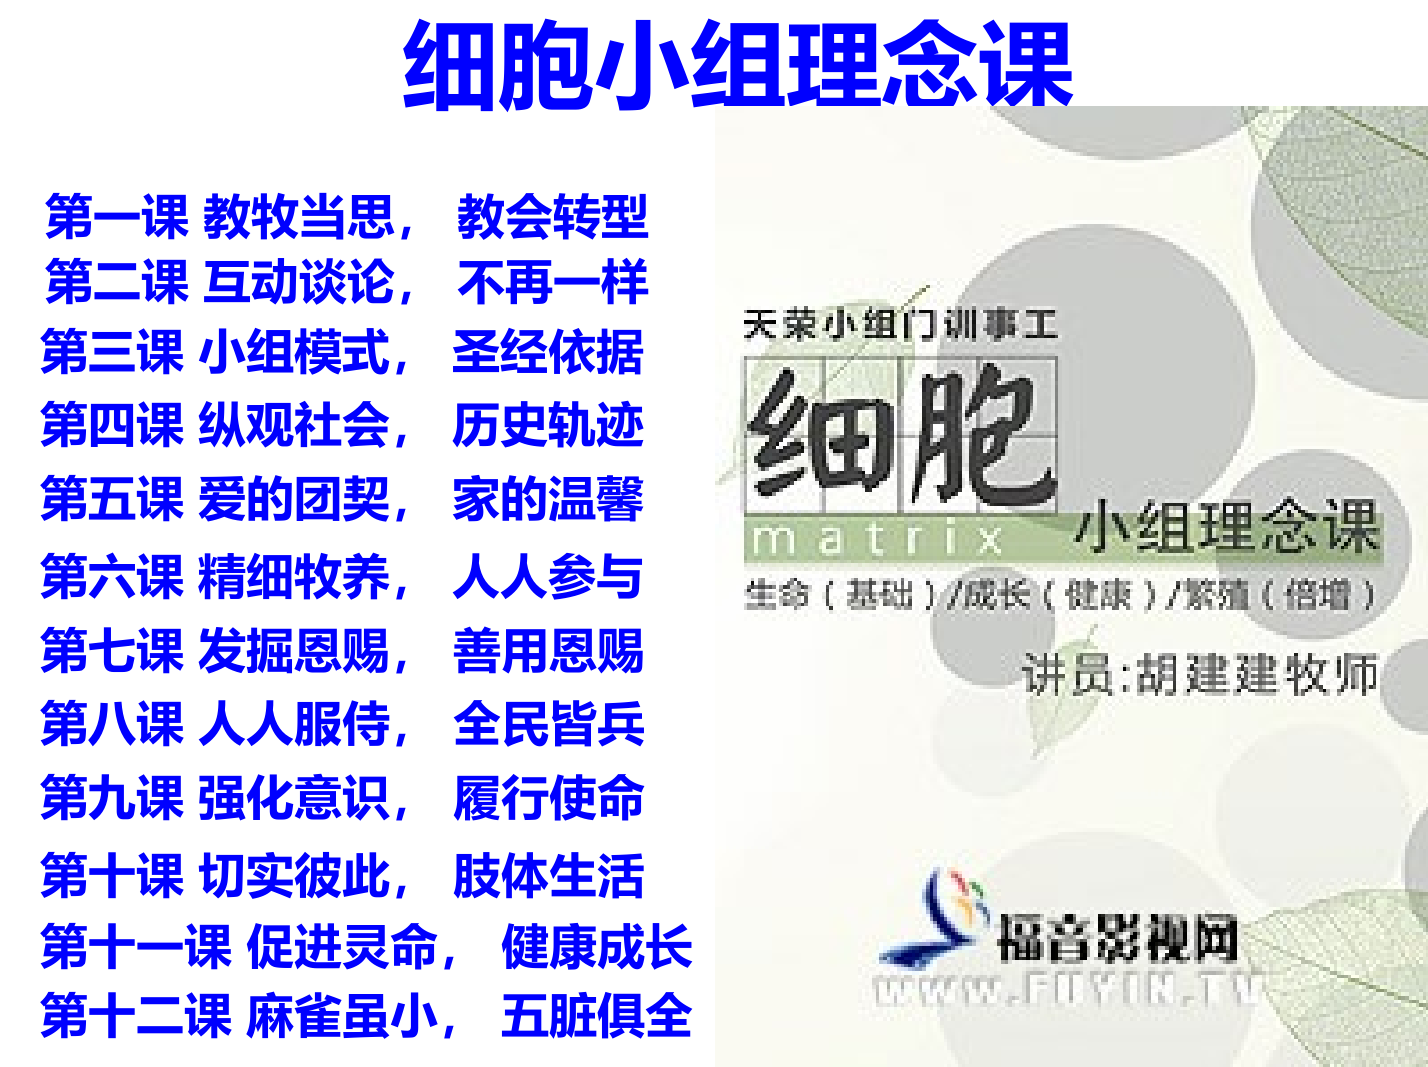 细胞小组理念课
第一课 教牧当思， 教会转型
第二课 互动谈论， 不再一样
第三课 小组模式， 圣经依据
第四课 纵观社会， 历史轨迹
第五课 爱的团契， 家的温馨
第六课 精细牧养， 人人参与
第七课 发掘恩赐， 善用恩赐
第八课 人人服侍， 全民皆兵
第九课 强化意识， 履行使命
第十课 切实彼此， 肢体生活
第十一课 促进灵命， 健康成长
第十二课 麻雀虽小， 五脏俱全
天荣小组门训事工
细胞
matrix 小组理念课
生命（基础）/成长（健康）/繁殖（倍增）
讲员:胡建建牧师
福音影视网
WWW.FUYIN.TV